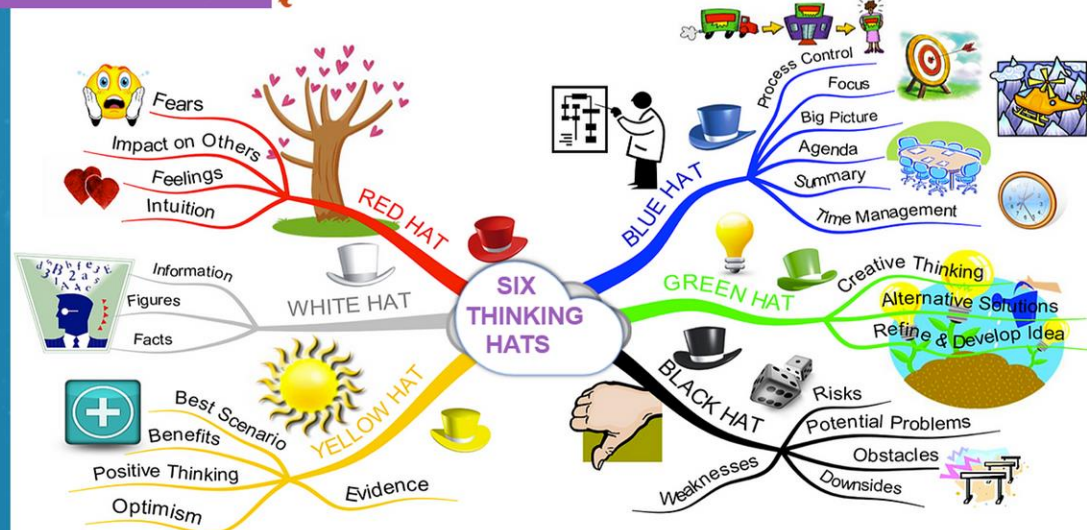 SIX
THINKING
HATS
RED HAT
Fears
Impact on Others
Feelings
Intuition
WHITE HAT
Information
Figures
Facts
YELLOW HAT
Best Scenario
Benefits
Positive Thinking
Optimism
Evidence
BLUE HAT
Process Control
Focus
Big Picture
Agenda
Summary
Time Management
GREEN HAT
Creative Thinking
Alternative Solutions
Refine & Develop Idea
BLACK HAT
Risks
Potential Problems
Obstacles
Downsides
Weaknesses